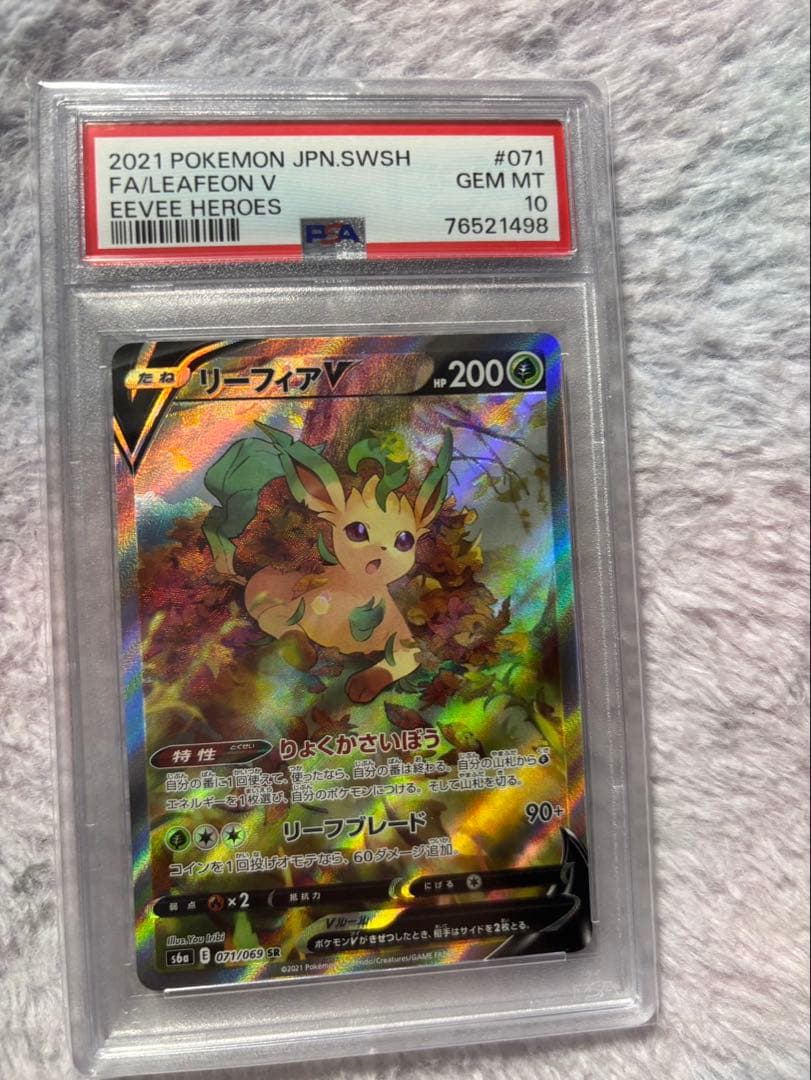 2021 POKEMON JPN.SWSH #071
FA/LEAFEON V GEM MT
EEVEE HEROES 10
PSA 76521498
たね リーフィアV HP 200
特性 とくせい りょくかさいぼう
自分の番に1回使えて、使ったなら、自分の番は終わる。自分の山札から
エネルギーを1枚選び、自分のポケモンにつける。そして山札を切る。
リーフブレード 90+
コインを1回投げオモテなら、60ダメージ追加。
弱点 ×2 抵抗力 にげる
Vルール
ポケモンVがきぜつしたとき、相手はサイドを2枚とる。
Illus. You Iribi
s6a E 071/069 SR
©2021 Pokémon/Nintendo/Creatures/GAME FREAK